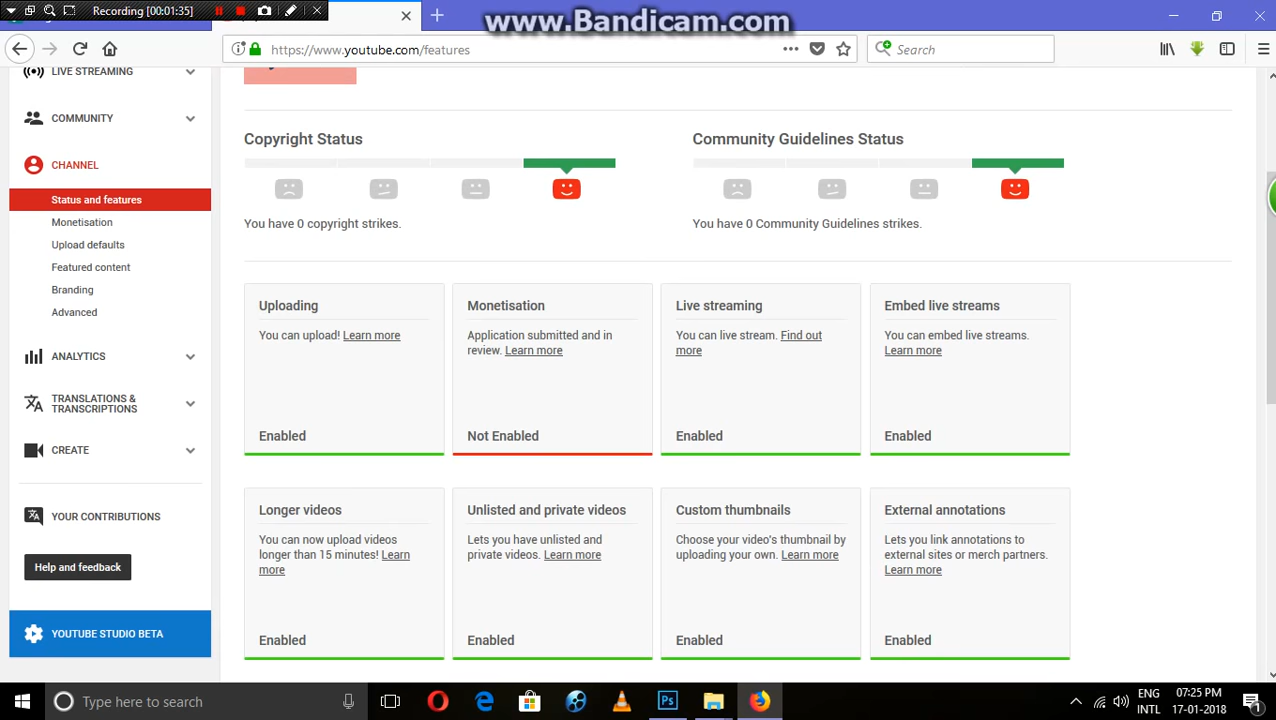 Recording [00:01:35]
www.Bandicam.com
https://www.youtube.com/features
Search
LIVE STREAMING
COMMUNITY
CHANNEL
Status and features
Monetisation
Upload defaults
Featured content
Branding
Advanced
ANALYTICS
TRANSLATIONS &
TRANSCRIPTIONS
CREATE
YOUR CONTRIBUTIONS
Help and feedback
YOUTUBE STUDIO BETA
Copyright Status
You have 0 copyright strikes.
Community Guidelines Status
You have 0 Community Guidelines strikes.
Uploading
You can upload! Learn more
Enabled
Monetisation
Application submitted and in
review. Learn more
Not Enabled
Live streaming
You can live stream. Find out
more
Enabled
Embed live streams
You can embed live streams.
Learn more
Enabled
Longer videos
You can now upload videos
longer than 15 minutes! Learn
more
Enabled
Unlisted and private videos
Lets you have unlisted and
private videos. Learn more
Enabled
Custom thumbnails
Choose your video's thumbnail by
uploading your own. Learn more
Enabled
External annotations
Lets you link annotations to
external sites or merch partners.
Learn more
Enabled
Type here to search
Ps
ENG
INTL
07:25 PM
17-01-2018
1